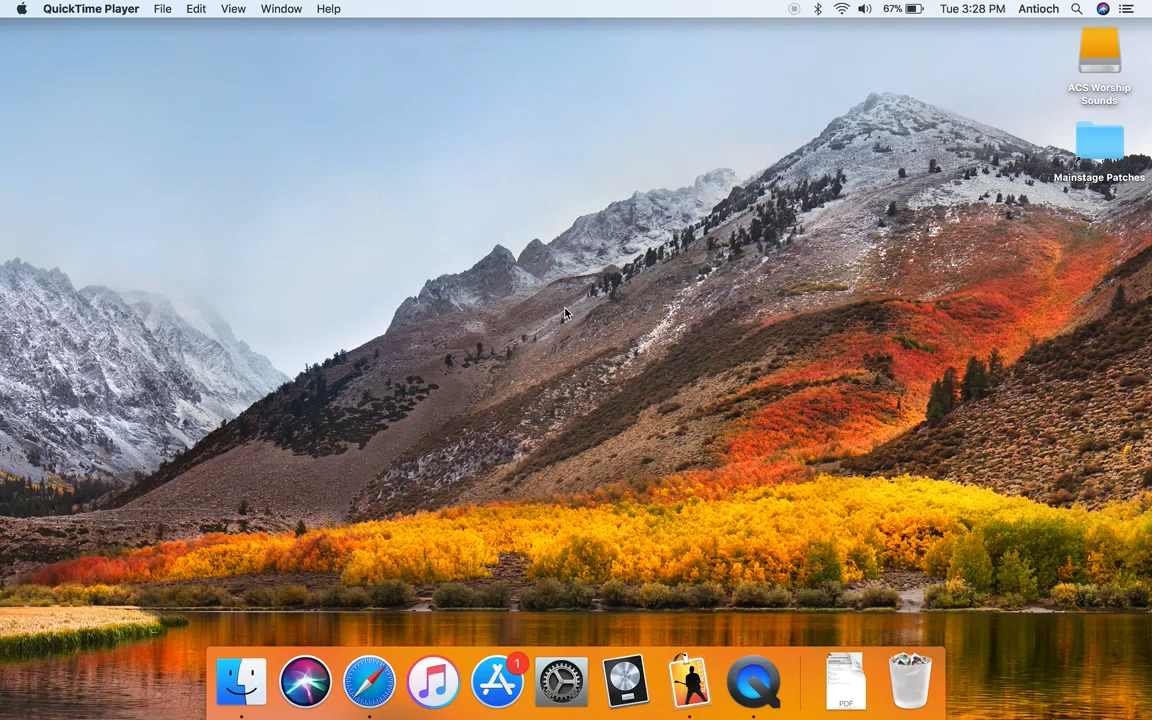 QuickTime Player File Edit View Window Help 67% Tue 3:28 PM Antioch
ACS Worship
Sounds
Mainstage Patches
1
PDF